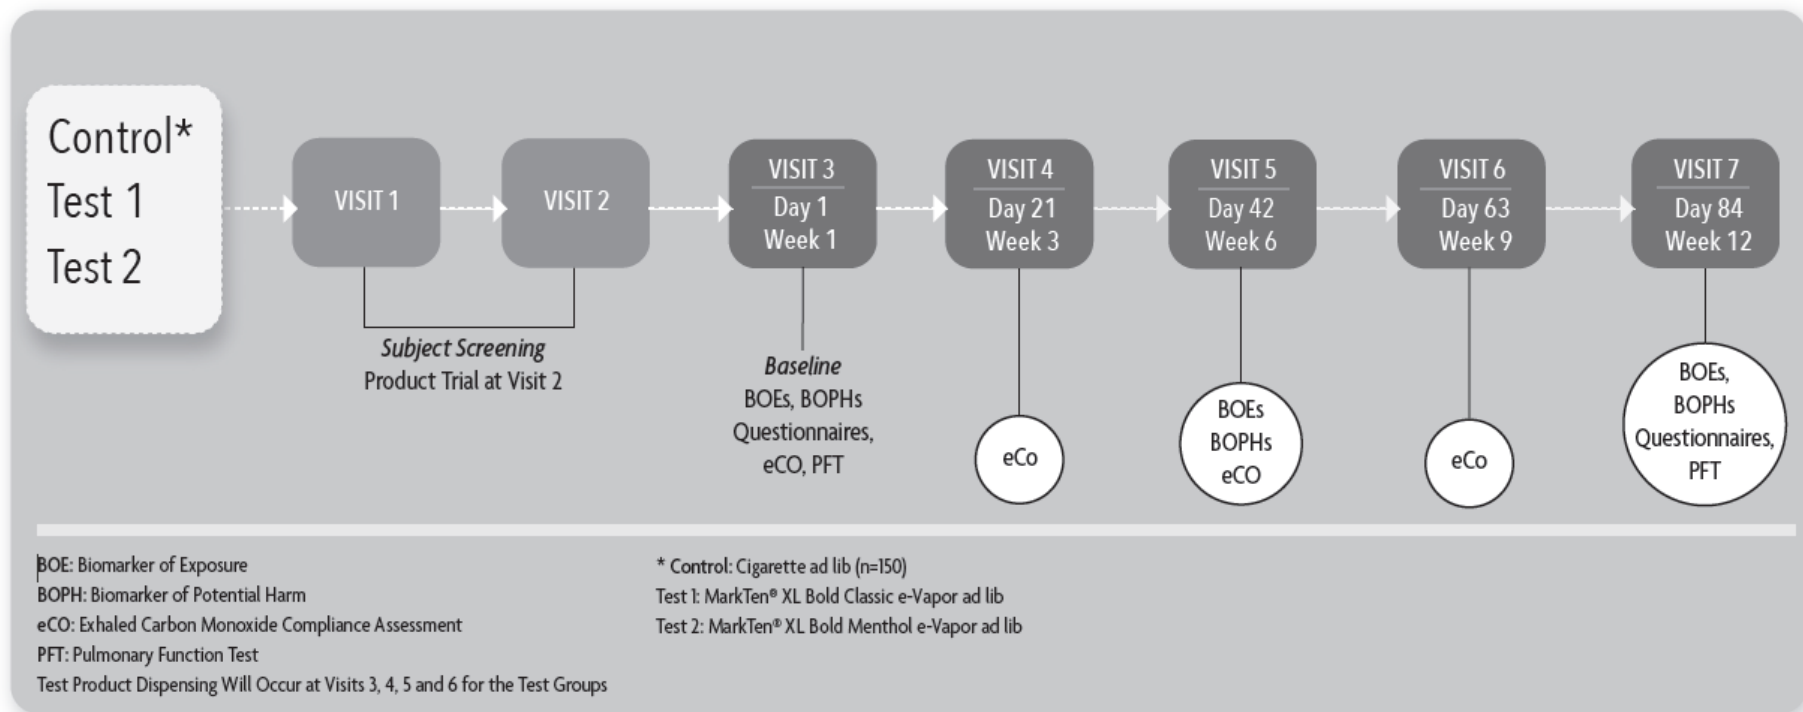 Control*
Test 1
Test 2
VISIT 1
VISIT 2
Subject Screening
Product Trial at Visit 2
VISIT 3
Day 1
Week 1
Baseline
BOEs, BOPHs
Questionnaires,
eCO, PFT
VISIT 4
Day 21
Week 3
eCo
VISIT 5
Day 42
Week 6
BOEs
BOPHs
eCO
VISIT 6
Day 63
Week 9
eCo
VISIT 7
Day 84
Week 12
BOEs,
BOPHs
Questionnaires,
PFT
BOE: Biomarker of Exposure
BOPH: Biomarker of Potential Harm
eCO: Exhaled Carbon Monoxide Compliance Assessment
PFT: Pulmonary Function Test
Test Product Dispensing Will Occur at Visits 3, 4, 5 and 6 for the Test Groups
* Control: Cigarette ad lib (n=150)
Test 1: MarkTen® XL Bold Classic e-Vapor ad lib
Test 2: MarkTen® XL Bold Menthol e-Vapor ad lib